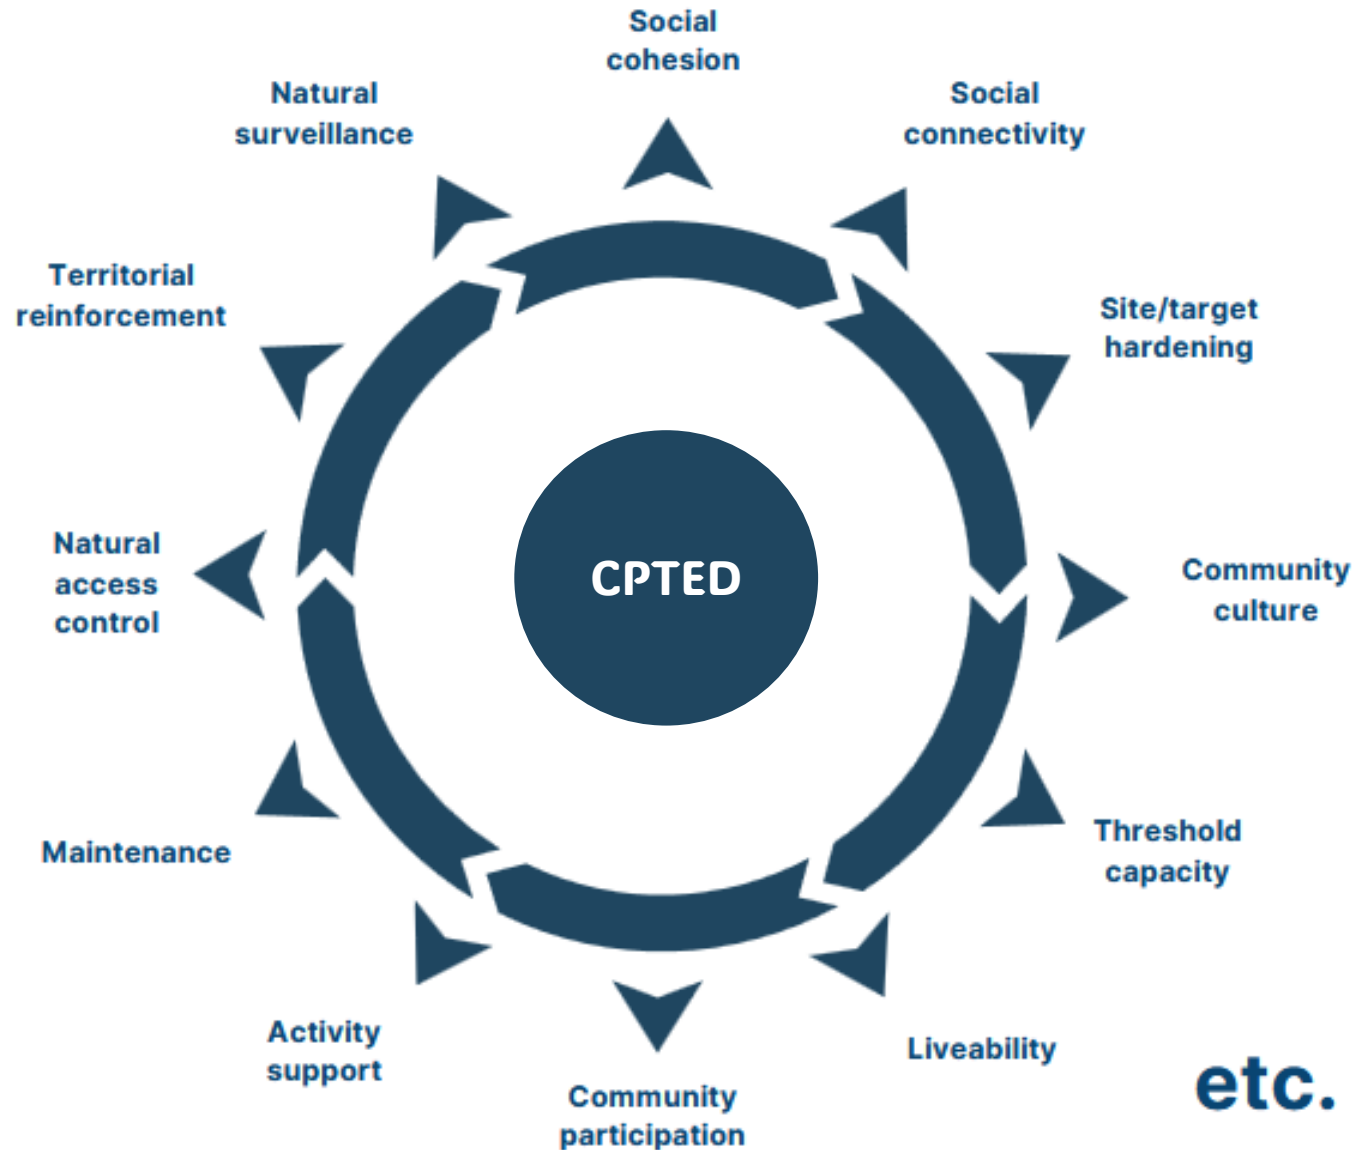 Social
cohesion
Social
connectivity
Site/target
hardening
Community
culture
Threshold
capacity
Liveability
Community
participation
Activity
support
Maintenance
Natural
access
control
Territorial
reinforcement
Natural
surveillance
CPTED
etc.